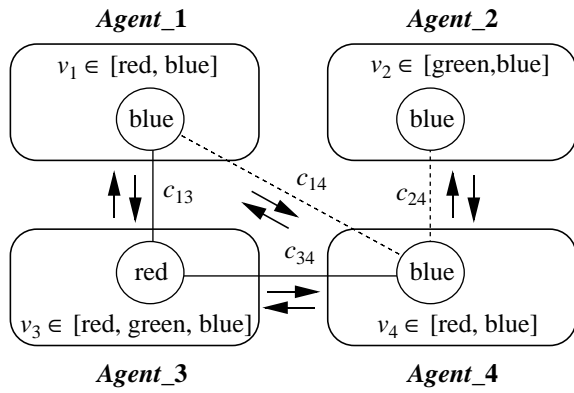 Agent_1
Agent_2
v1 ∈ [red, blue]
v2 ∈ [green,blue]
blue
blue
c13
c14
c24
c34
red
blue
v3 ∈ [red, green, blue]
v4 ∈ [red, blue]
Agent_3
Agent_4